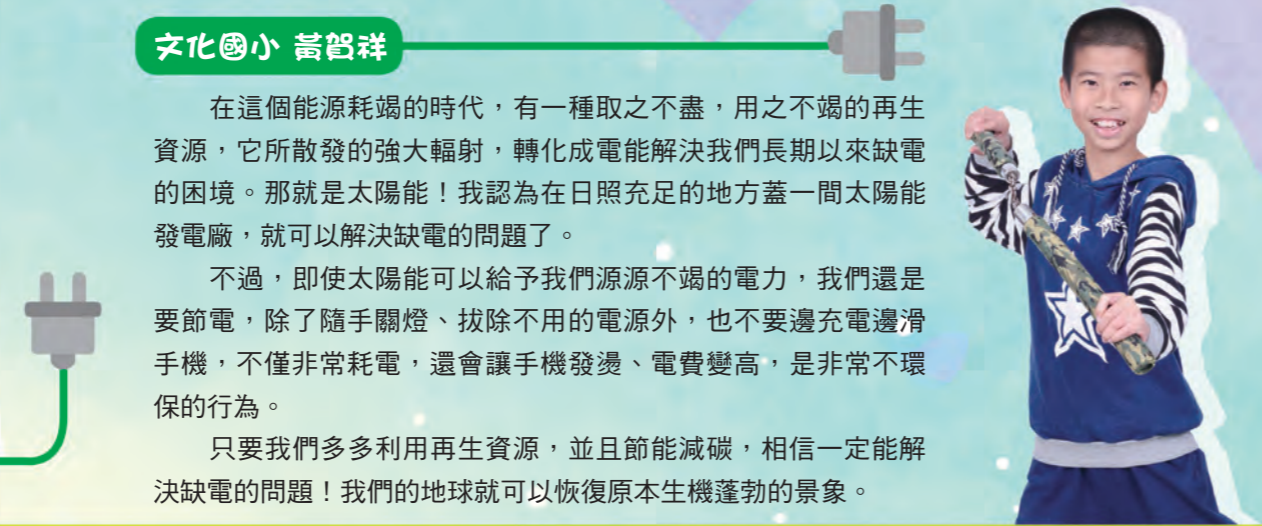 文化國小 黃賀祥
在這個能源耗竭的時代，有一種取之不盡，用之不竭的再生
資源，它所散發的強大輻射，轉化成電能解決我們長期以來缺電
的困境。那就是太陽能！我認為在日照充足的地方蓋一間太陽能
發電廠，就可以解決缺電的問題了。
不過，即使太陽能可以給予我們源源不竭的電力，我們還是
要節電，除了隨手關燈、拔除不用的電源外，也不要邊充電邊滑
手機，不僅非常耗電，還會讓手機發燙、電費變高，是非常不環
保的行為。
只要我們多多利用再生資源，並且節能減碳，相信一定能解
決缺電的問題！我們的地球就可以恢復原本生機蓬勃的景象。